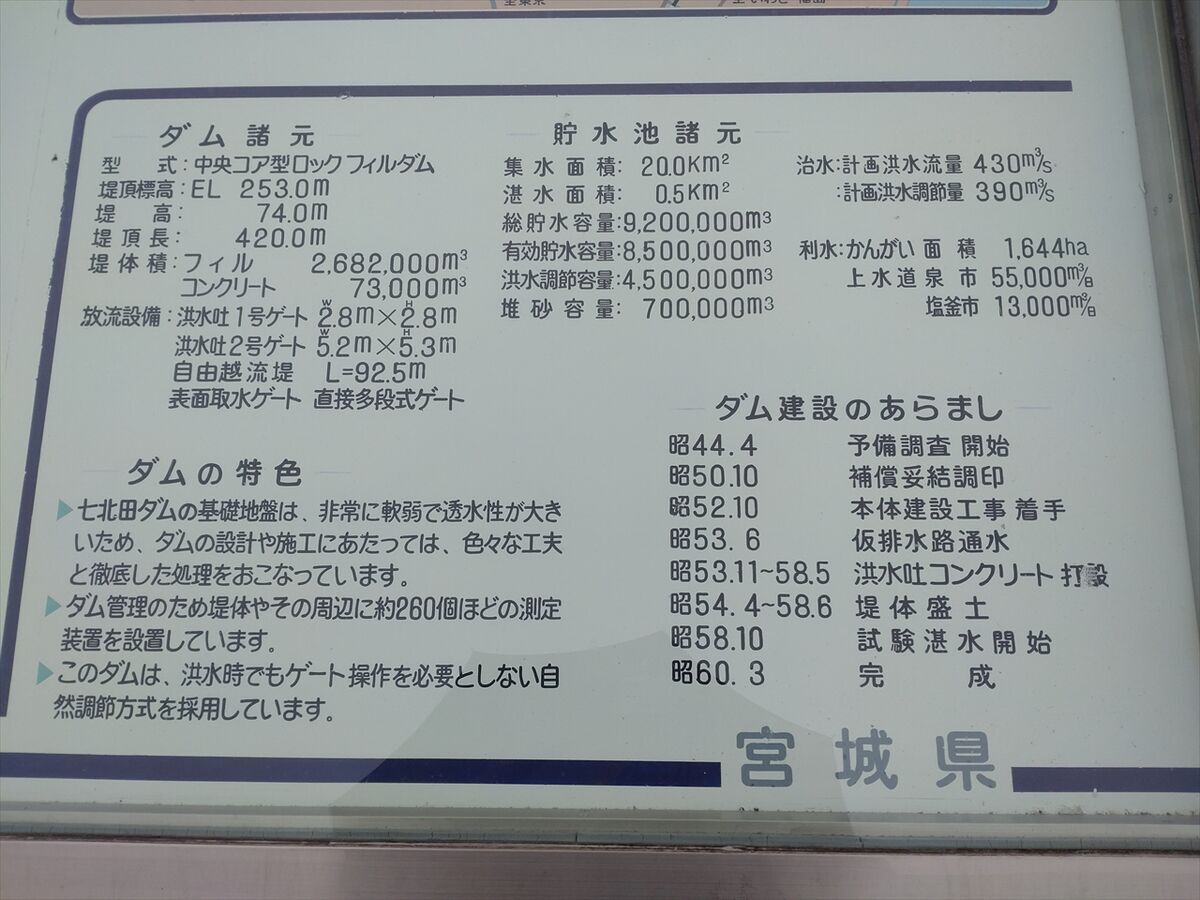 ダム諸元
型式:中央コア型ロックフィルダム
堤頂標高:EL 253.0m
堤高: 74.0m
堤頂長: 420.0m
堤体積:フィル 2,682,000m³
コンクリート 73,000m³
放流設備:洪水吐1号ゲート W2.8m×H2.8m
洪水吐2号ゲート W5.2m×H5.3m
自由越流堤 L=92.5m
表面取水ゲート 直接多段式ゲート
貯水池諸元
集水面積: 20.0Km²
湛水面積: 0.5Km²
総貯水容量:9,200,000m³
有効貯水容量:8,500,000m³
洪水調節容量:4,500,000m³
堆砂容量: 700,000m³
治水:計画洪水流量 430m³/S
:計画洪水調節量 390m³/S
利水:かんがい面積 1,644ha
上水道泉市 55,000m³/日
塩釜市 13,000m³/日
ダムの特色
▶七北田ダムの基礎地盤は、非常に軟弱で透水性が大き
いため、ダムの設計や施工にあたっては、色々な工夫
と徹底した処理をおこなっています。
▶ダム管理のため堤体やその周辺に約260個ほどの測定
装置を設置しています。
▶このダムは、洪水時でもゲート操作を必要としない自
然調節方式を採用しています。
ダム建設のあらまし
昭44.4 予備調査開始
昭50.10 補償妥結調印
昭52.10 本体建設工事着手
昭53.6 仮排水路通水
昭53.11~58.5 洪水吐コンクリート打設
昭54.4~58.6 堤体盛土
昭58.10 試験湛水開始
昭60.3 完成
宮城県